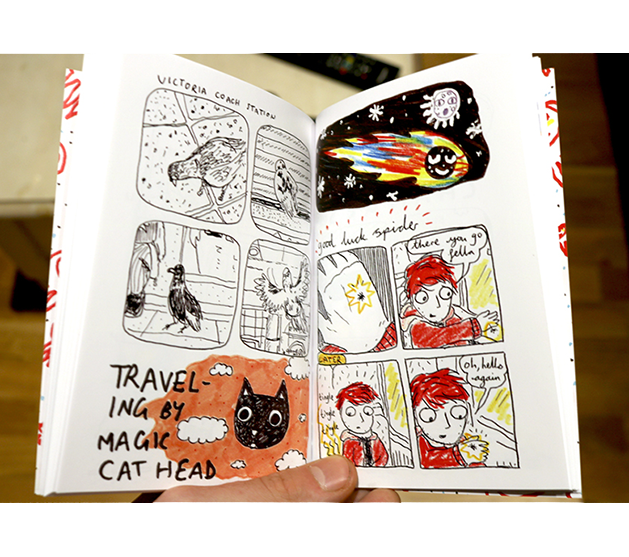 VICTORIA COACH STATION
TRAVEL-
ING BY
MAGIC
CAT HEAD
good luck spider
there you go
fella
LATER
tingle
tingle
tingle
oh, hello
again